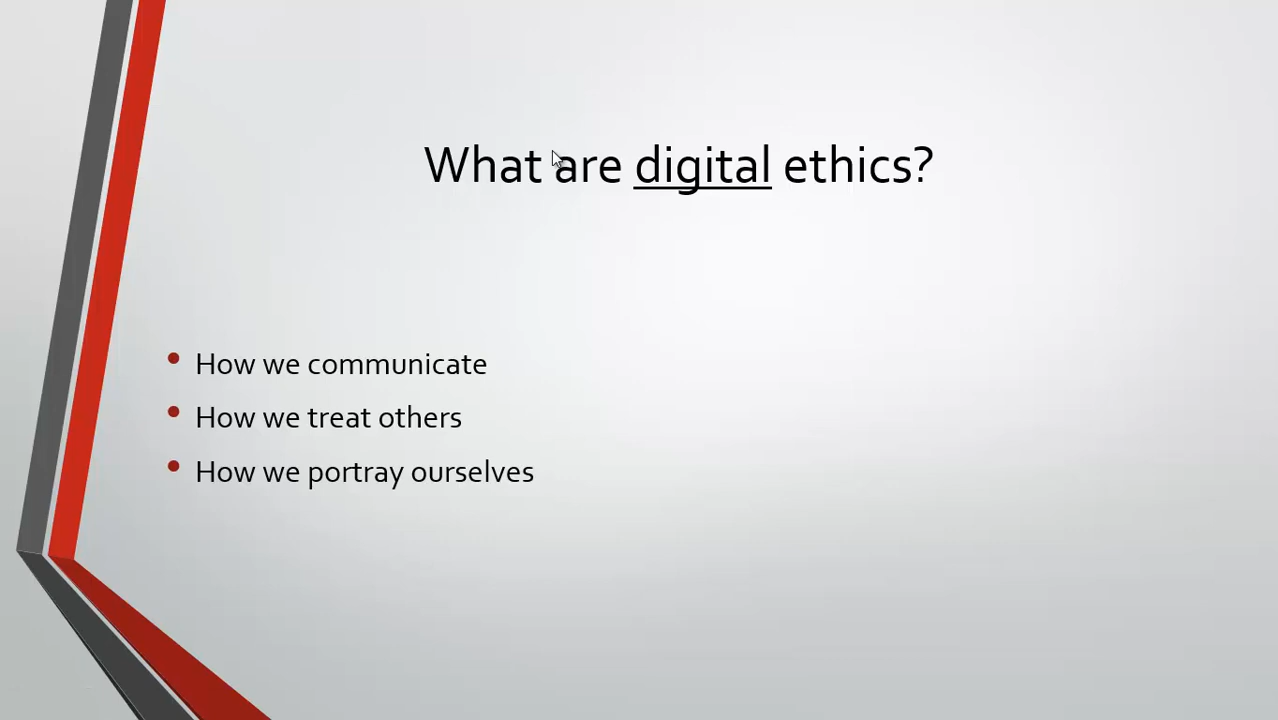 What are digital ethics?
How we communicate
How we treat others
How we portray ourselves